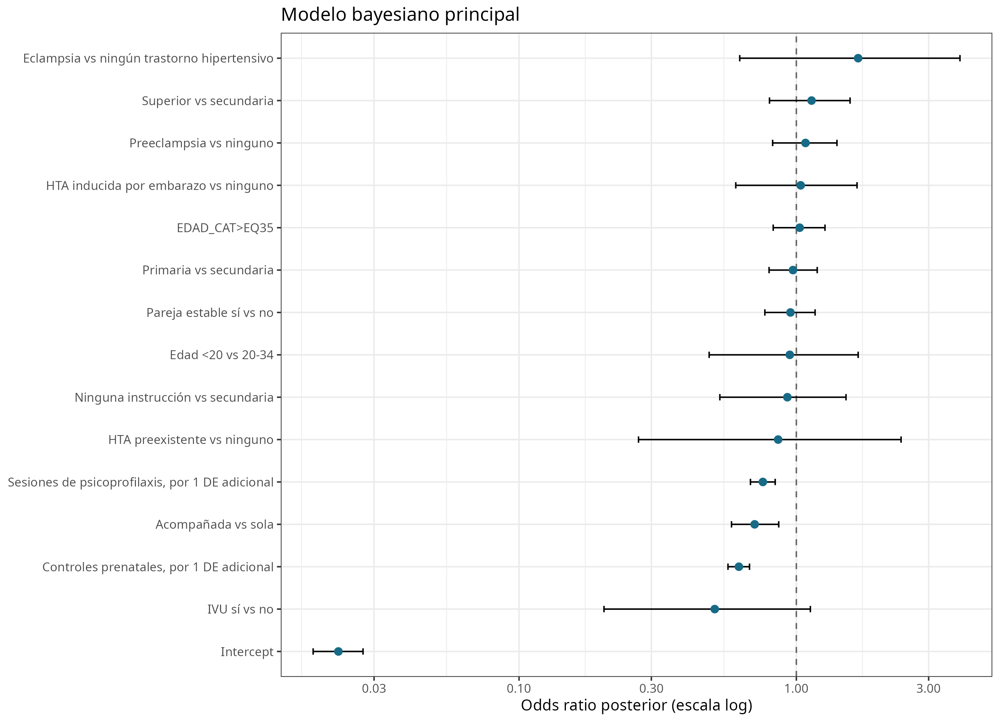 Modelo bayesiano principal
Eclampsia vs ningún trastorno hipertensivo
Superior vs secundaria
Preeclampsia vs ninguno
HTA inducida por embarazo vs ninguno
EDAD_CAT>EQ35
Primaria vs secundaria
Pareja estable sí vs no
Edad <20 vs 20-34
Ninguna instrucción vs secundaria
HTA preexistente vs ninguno
Sesiones de psicoprofilaxis, por 1 DE adicional
Acompañada vs sola
Controles prenatales, por 1 DE adicional
IVU sí vs no
Intercept
0.03 0.10 0.30 1.00 3.00
Odds ratio posterior (escala log)